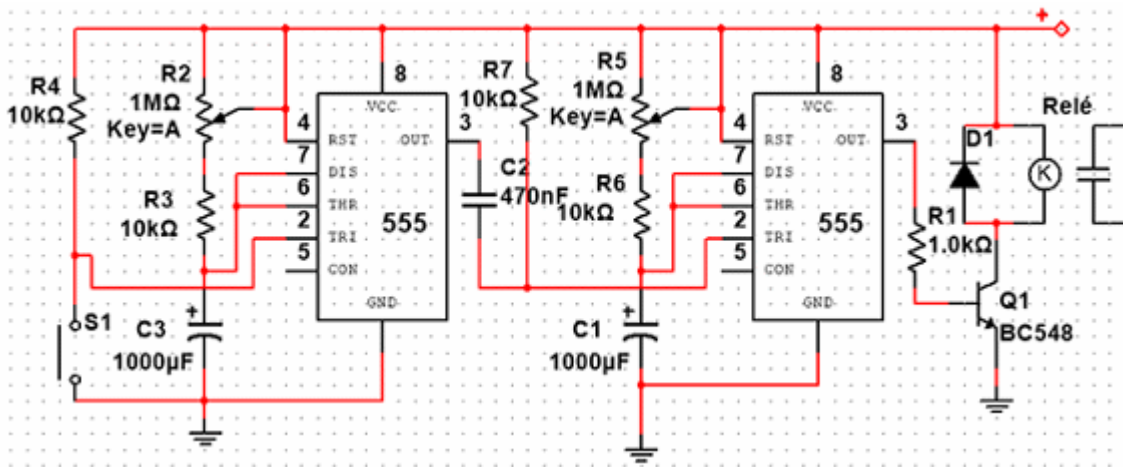 +
R4
10kΩ
R2
1MΩ
Key=A
R3
10kΩ
S1
C3
+
1000µF
8
VCC
4
RST
7
DIS
6
THR
2
TRI
5
CON
OUT
3
555
GND
C2
470nF
R7
10kΩ
R5
1MΩ
Key=A
R6
10kΩ
C1
+
1000µF
8
VCC
4
RST
7
DIS
6
THR
2
TRI
5
CON
OUT
3
555
GND
R1
1.0kΩ
D1
K
Relé
Q1
BC548